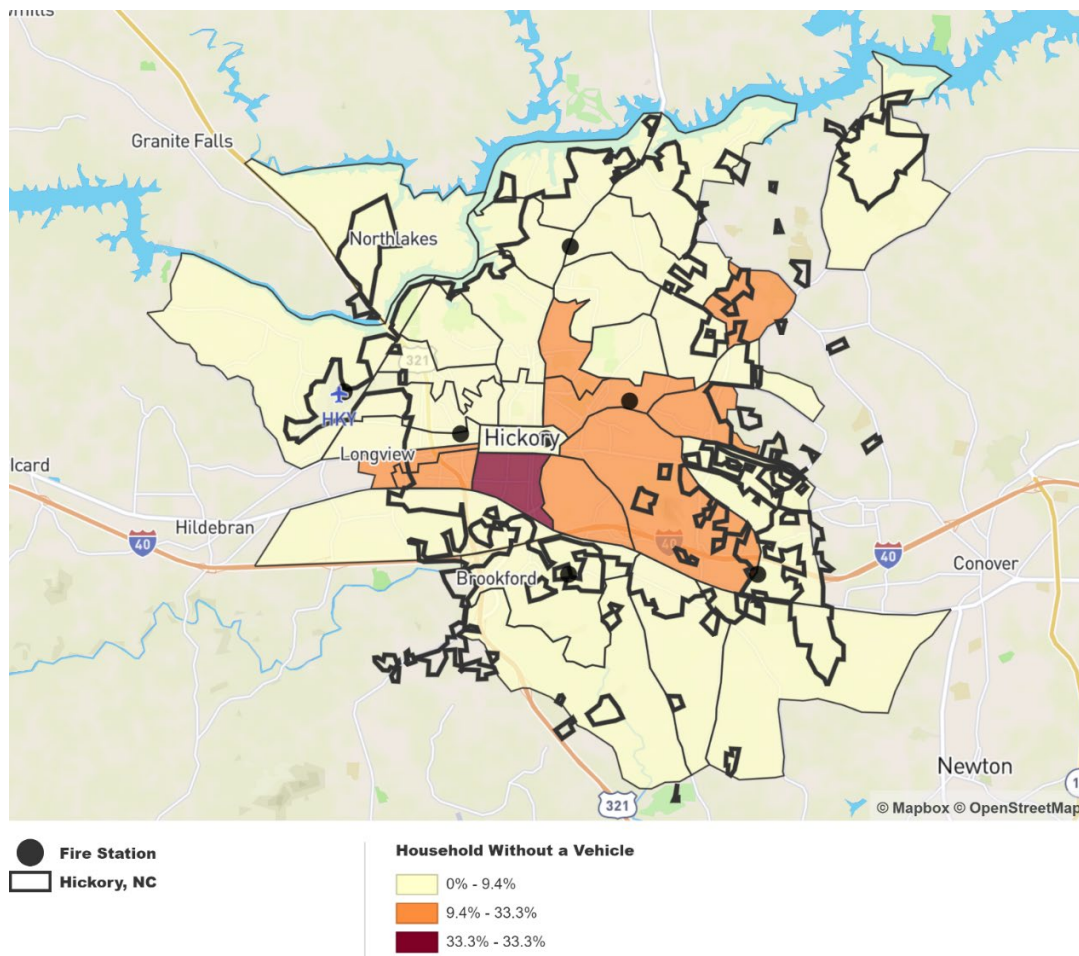 Granite Falls
Northlakes
321
HKY
Hickory
Longview
Icard
Hildebran
40
40
40
Conover
Brookford
Newton
321
© Mapbox © OpenStreetMap
Fire Station
Hickory, NC
Household Without a Vehicle
0% - 9.4%
9.4% - 33.3%
33.3% - 33.3%